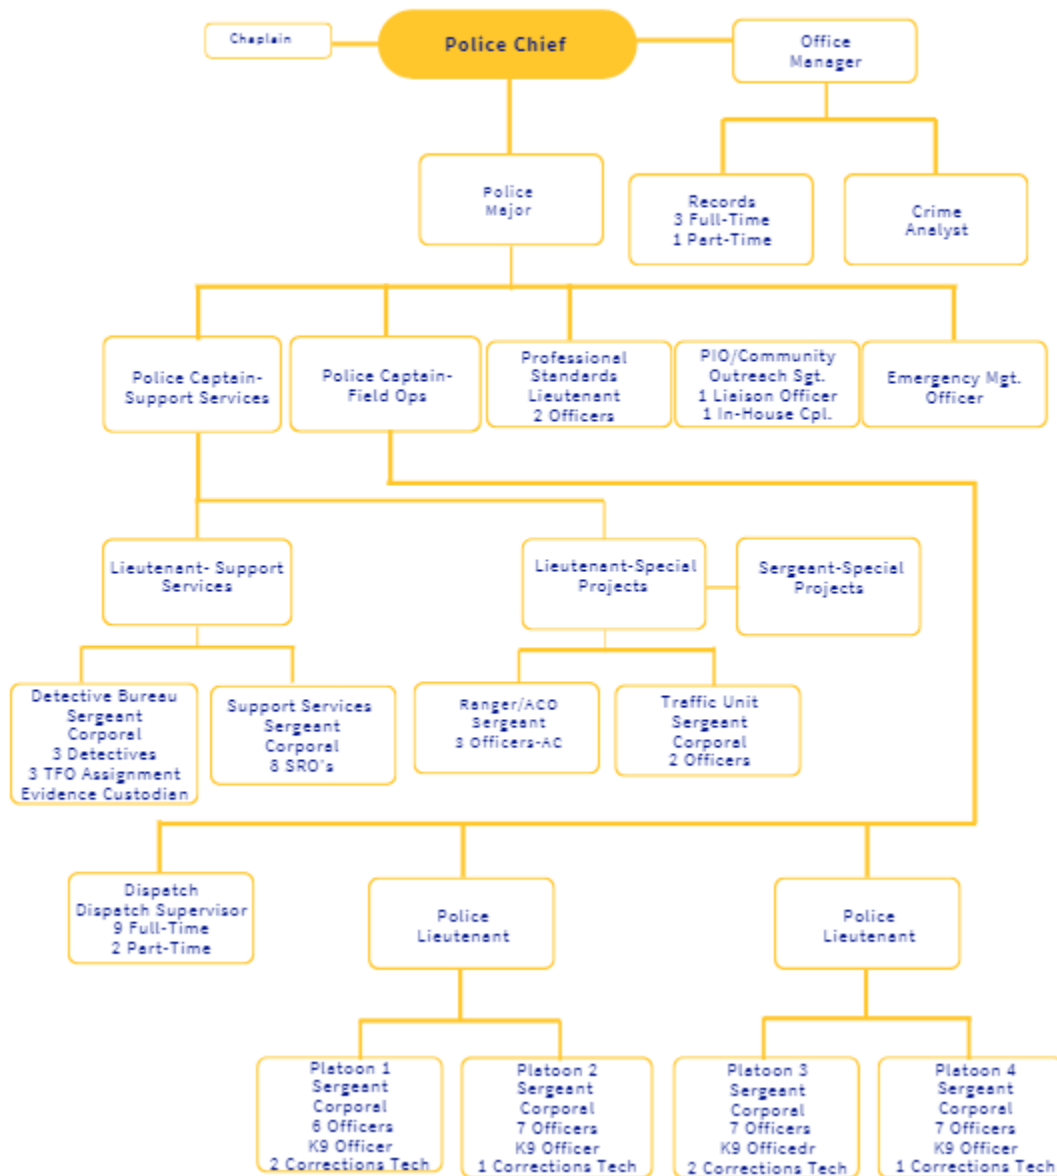 Chaplain
Police Chief
Office
Manager
Police
Major
Records
3 Full-Time
1 Part-Time
Crime
Analyst
Police Captain-
Support Services
Police Captain-
Field Ops
Professional
Standards
Lieutenant
2 Officers
PIO/Community
Outreach Sgt.
1 Liaison Officer
1 In-House Cpl.
Emergency Mgt.
Officer
Lieutenant- Support
Services
Lieutenant-Special
Projects
Sergeant-Special
Projects
Detective Bureau
Sergeant
Corporal
3 Detectives
3 TFO Assignment
Evidence Custodian
Support Services
Sergeant
Corporal
8 SRO's
Ranger/ACO
Sergeant
3 Officers-AC
Traffic Unit
Sergeant
Corporal
2 Officers
Dispatch
Dispatch Supervisor
9 Full-Time
2 Part-Time
Police
Lieutenant
Police
Lieutenant
Platoon 1
Sergeant
Corporal
6 Officers
K9 Officer
2 Corrections Tech
Platoon 2
Sergeant
Corporal
7 Officers
K9 Officer
1 Corrections Tech
Platoon 3
Sergeant
Corporal
7 Officers
K9 Officedr
2 Corrections Tech
Platoon 4
Sergeant
Corporal
7 Officers
K9 Officer
1 Corrections Tech